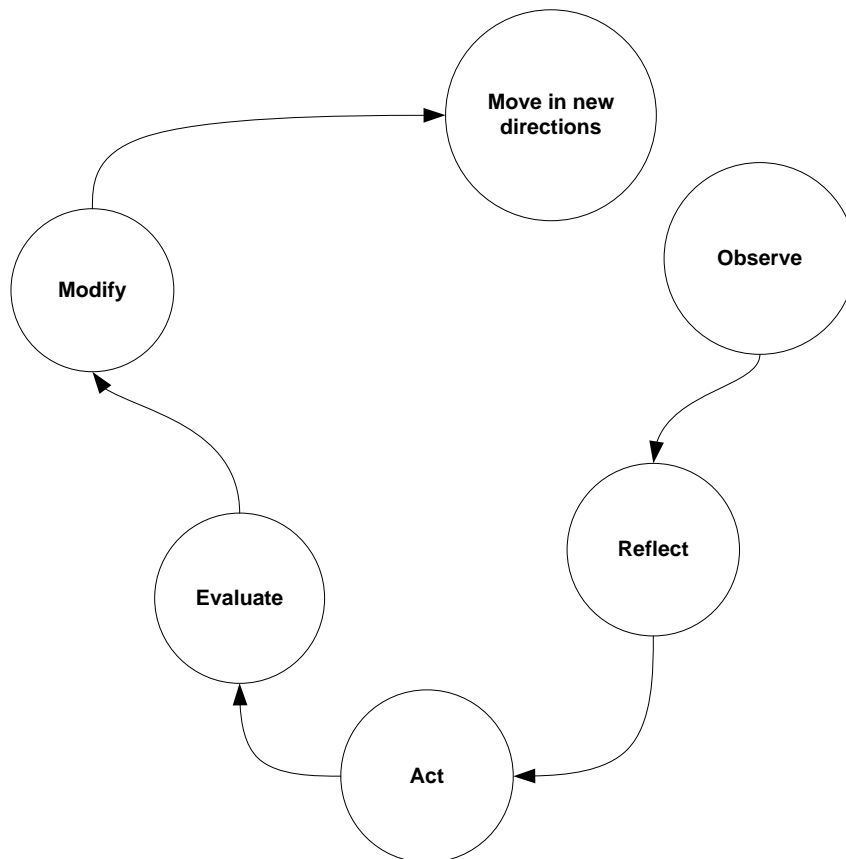 Move in new
directions
Observe
Modify
Reflect
Evaluate
Act